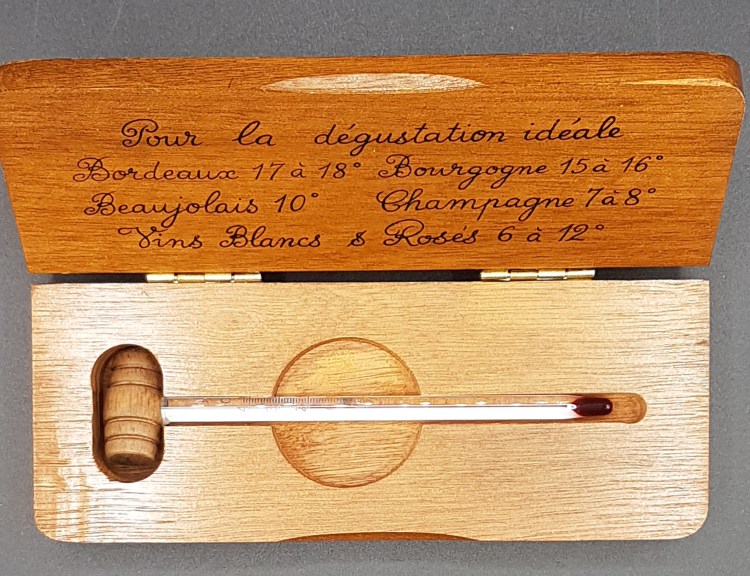 Pour la dégustation idéale
Bordeaux 17 à 18° Bourgogne 15 à 16°
Beaujolais 10° Champagne 7 à 8°
Vins Blancs & Rosés 6 à 12°